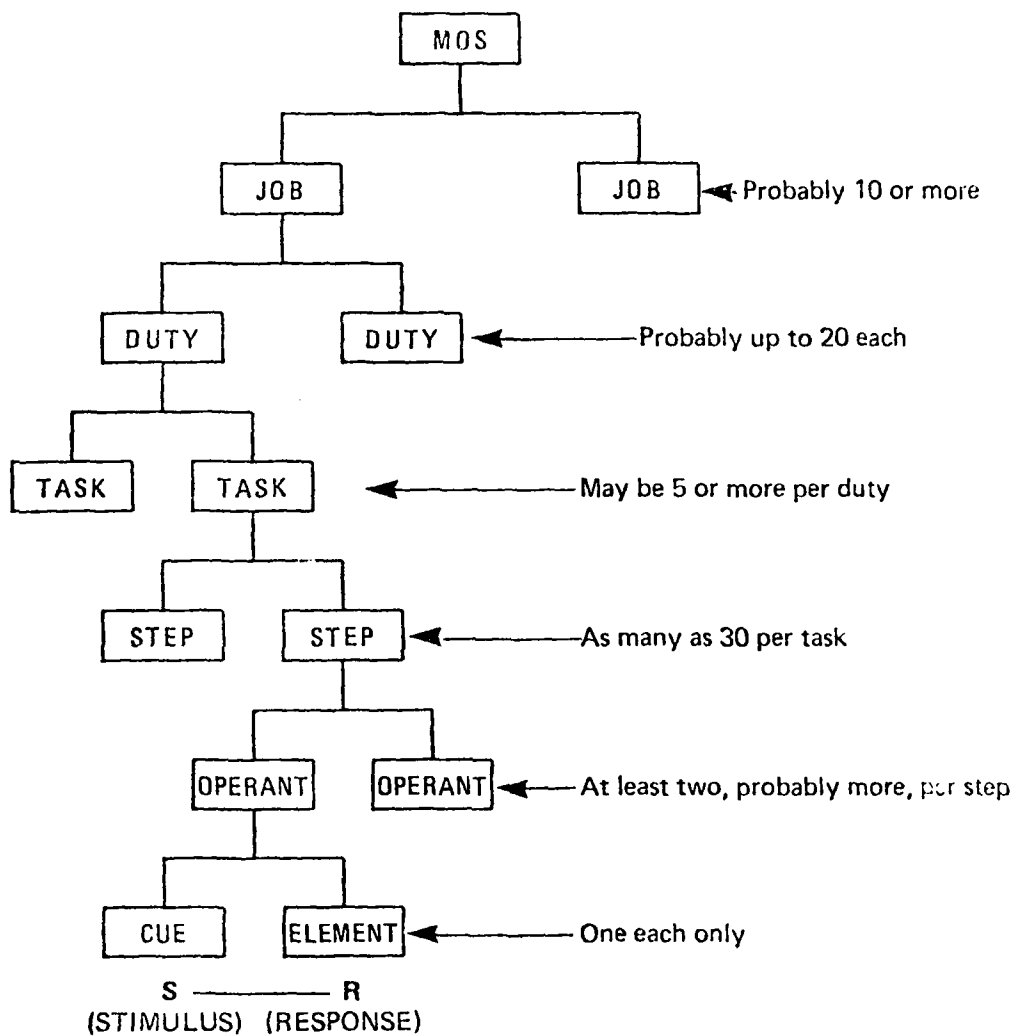 MOS
JOB
JOB
Probably 10 or more
DUTY
DUTY
Probably up to 20 each
TASK
TASK
May be 5 or more per duty
STEP
STEP
As many as 30 per task
OPERANT
OPERANT
At least two, probably more, per step
CUE
ELEMENT
One each only
S R
(STIMULUS) (RESPONSE)